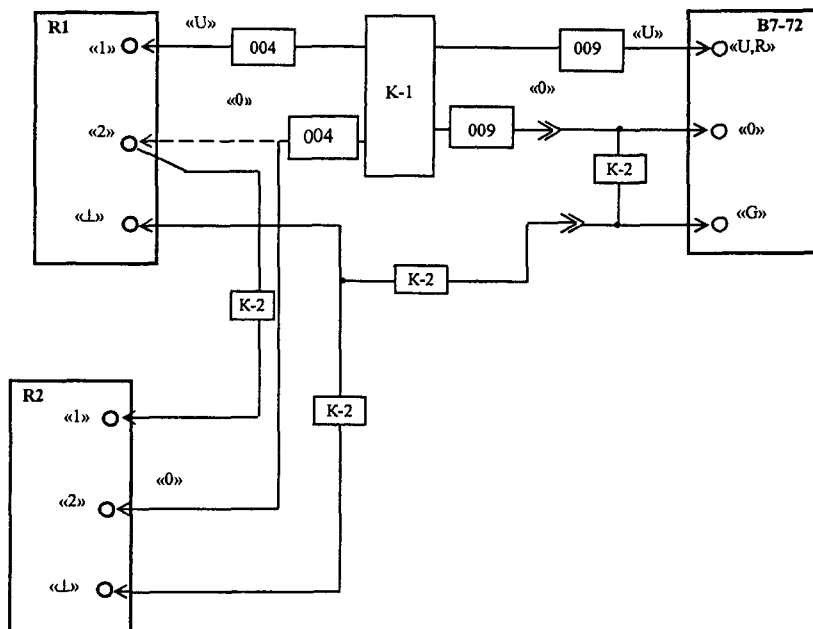 R1
«U»
004
009
«U»
B7-72
«1»
«U,R»
K-1
«0»
«0»
«2»
004
009
«0»
K-2
«⊥»
«G»
K-2
K-2
R2
K-2
«1»
«0»
«2»
«⊥»